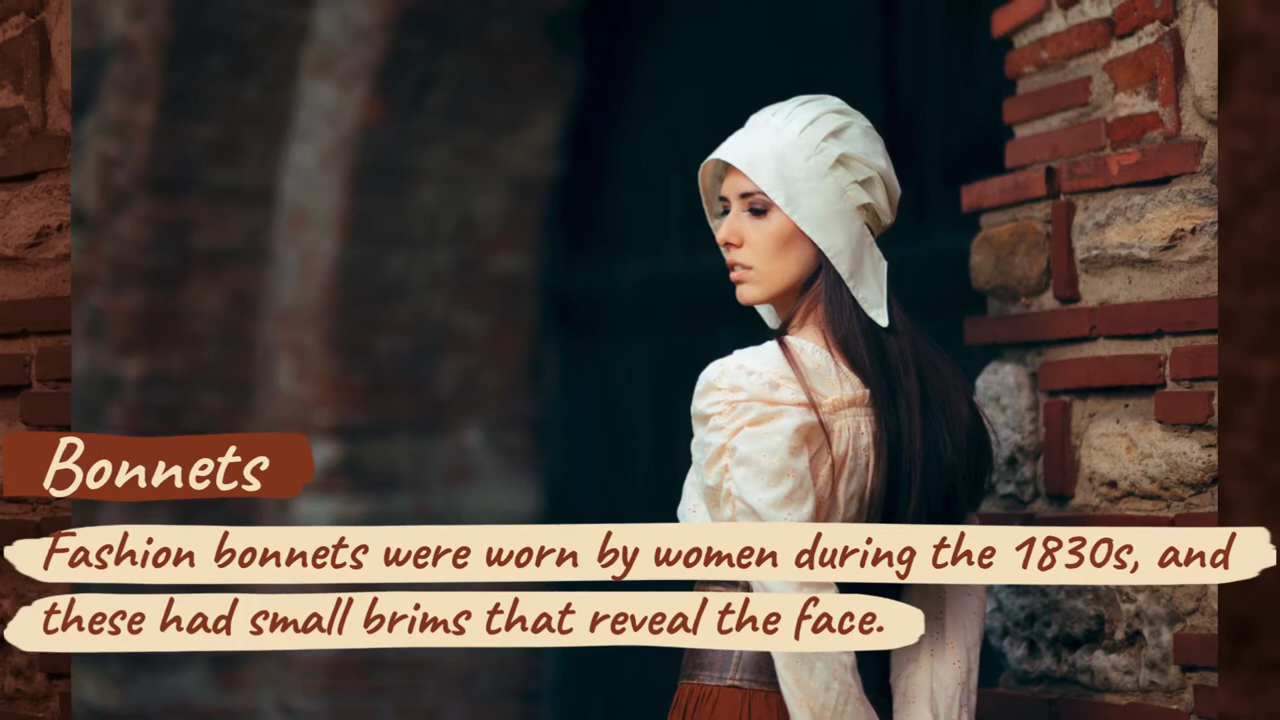 Bonnets
Fashion bonnets were worn by women during the 1830s, and
these had small brims that reveal the face.